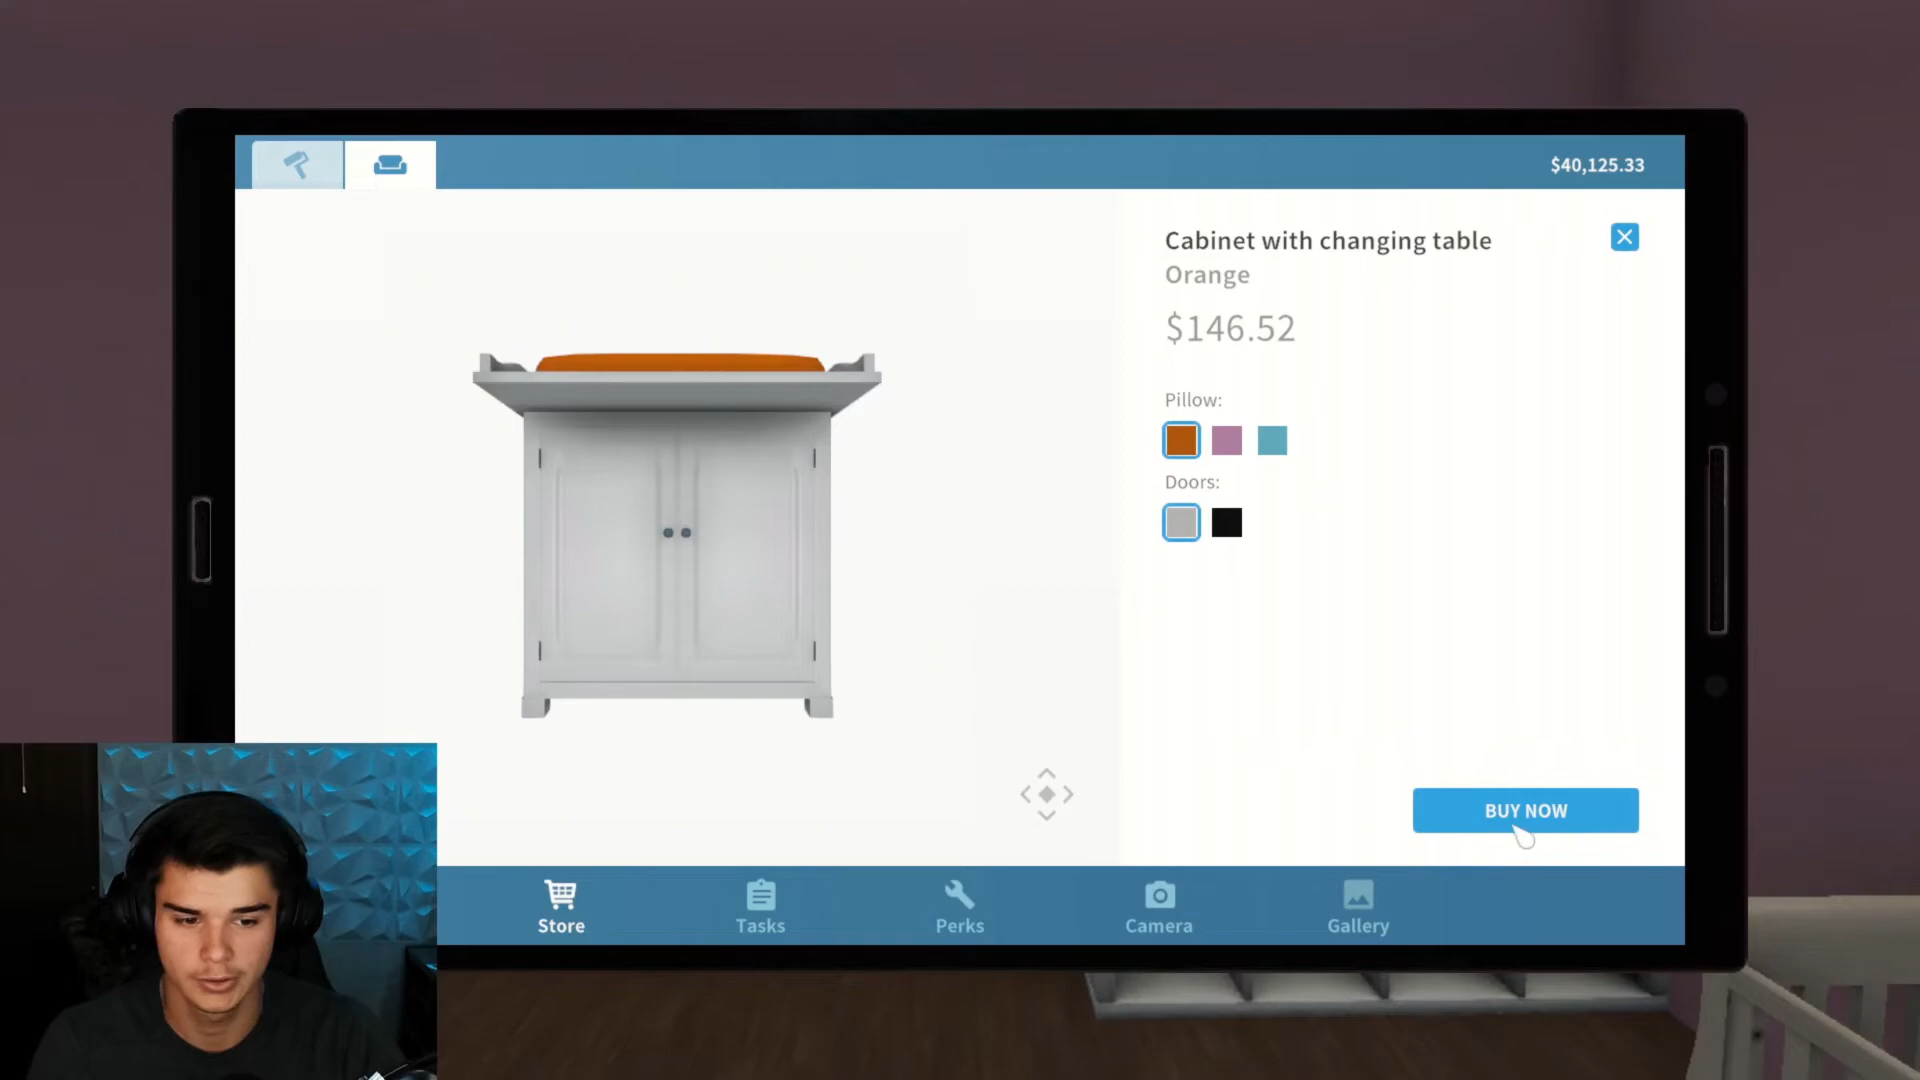 $40,125.33
Cabinet with changing table
Orange
$146.52
Pillow:
Doors:
BUY NOW
Store
Tasks
Perks
Camera
Gallery